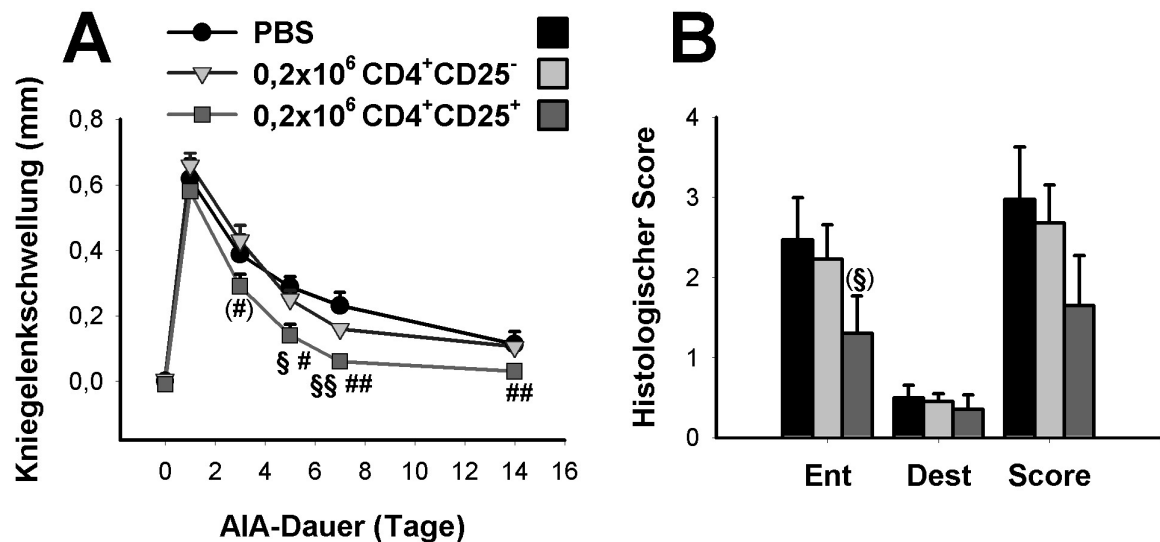 A
PBS
0,2x10⁶ CD4⁺CD25⁻
0,2x10⁶ CD4⁺CD25⁺
Kniegelenkschwellung (mm)
0,8
0,6
0,4
0,2
0,0
(#)
§ #
§§ ##
##
0 2 4 6 8 10 12 14 16
AIA-Dauer (Tage)
B
Histologischer Score
4
3
2
1
0
(§)
Ent Dest Score